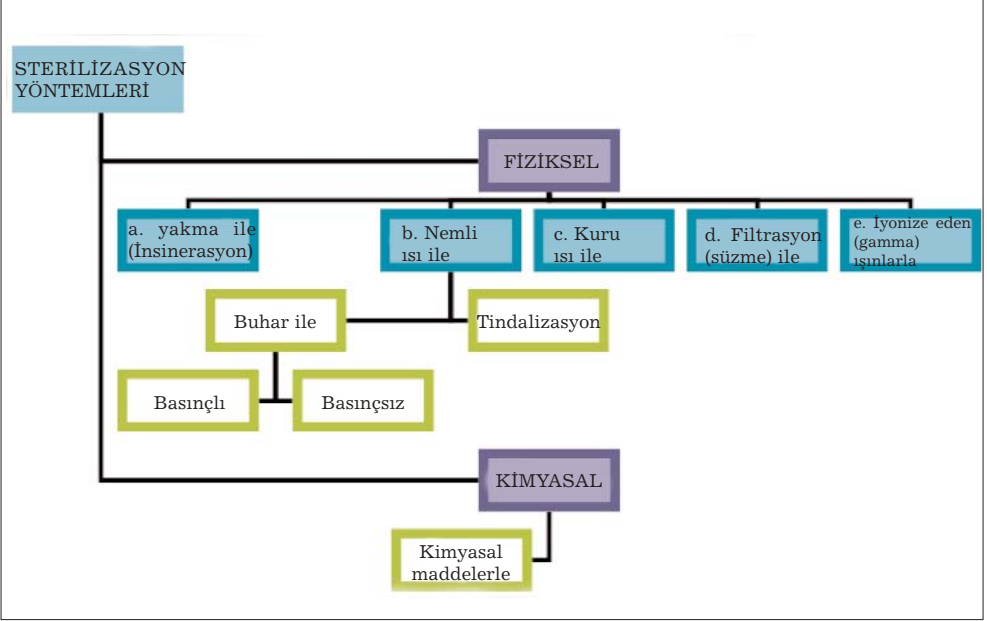 STERİLİZASYON
YÖNTEMLERİ
FİZİKSEL
a. yakma ile
(İnsinerasyon)
b. Nemli
ısı ile
c. Kuru
ısı ile
d. Filtrasyon
(süzme) ile
e. İyonize eden
(gamma)
ışınlarla
Buhar ile
Tindalizasyon
Basınçlı
Basınçsız
KİMYASAL
Kimyasal
maddelerle